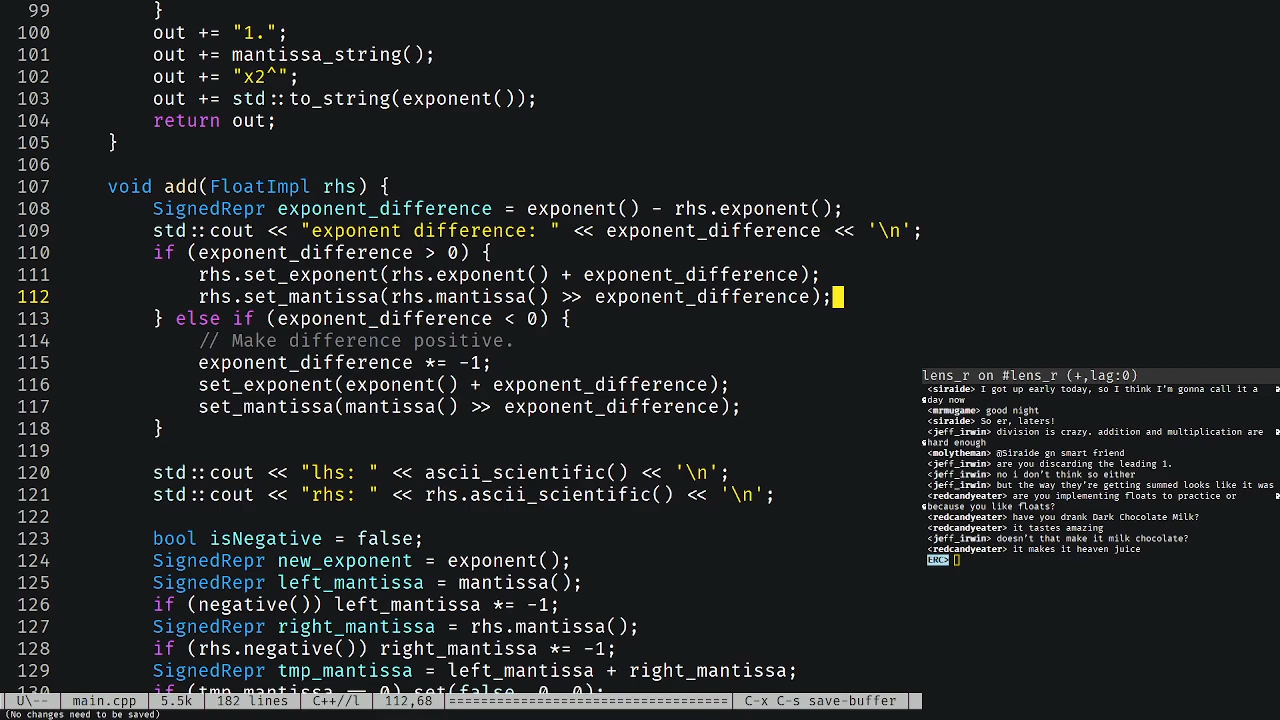 99         }
100         out += "1.";
101         out += mantissa_string();
102         out += "x2^";
103         out += std::to_string(exponent());
104         return out;
105     }
106
107     void add(FloatImpl rhs) {
108         SignedRepr exponent_difference = exponent() - rhs.exponent();
109         std::cout << "exponent difference: " << exponent_difference << '\n';
110         if (exponent_difference > 0) {
111             rhs.set_exponent(rhs.exponent() + exponent_difference);
112             rhs.set_mantissa(rhs.mantissa() >> exponent_difference);
113         } else if (exponent_difference < 0) {
114             // Make difference positive.
115             exponent_difference *= -1;
116             set_exponent(exponent() + exponent_difference);
117             set_mantissa(mantissa() >> exponent_difference);
118         }
119
120         std::cout << "lhs: " << ascii_scientific() << '\n';
121         std::cout << "rhs: " << rhs.ascii_scientific() << '\n';
122
123         bool isNegative = false;
124         SignedRepr new_exponent = exponent();
125         SignedRepr left_mantissa = mantissa();
126         if (negative()) left_mantissa *= -1;
127         SignedRepr right_mantissa = rhs.mantissa();
128         if (rhs.negative()) right_mantissa *= -1;
129         SignedRepr tmp_mantissa = left_mantissa + right_mantissa;
130         if (tmp_mantissa == 0) set(false, 0, 0);
lens_r on #lens_r (+,lag:0)
<siraide> I got up early today, so I think I'm gonna call it a
day now
<mrmugame> good night
<siraide> So er, laters!
<jeff_irwin> division is crazy. addition and multiplication are
hard enough
<molytheman> @Siraide gn smart friend
<jeff_irwin> are you discarding the leading 1.
<jeff_irwin> no i don't think so either
<jeff_irwin> but the way they're getting summed looks like it was
<redcandyeater> are you implementing floats to practice or
because you like floats?
<redcandyeater> have you drank Dark Chocolate Milk?
<redcandyeater> it tastes amazing
<jeff_irwin> doesn't that make it milk chocolate?
<redcandyeater> it makes it heaven juice
ERC>
U\-- main.cpp 5.5k 182 lines C++//l 112,68 ================================= C-x C-s save-buffer
(No changes need to be saved)